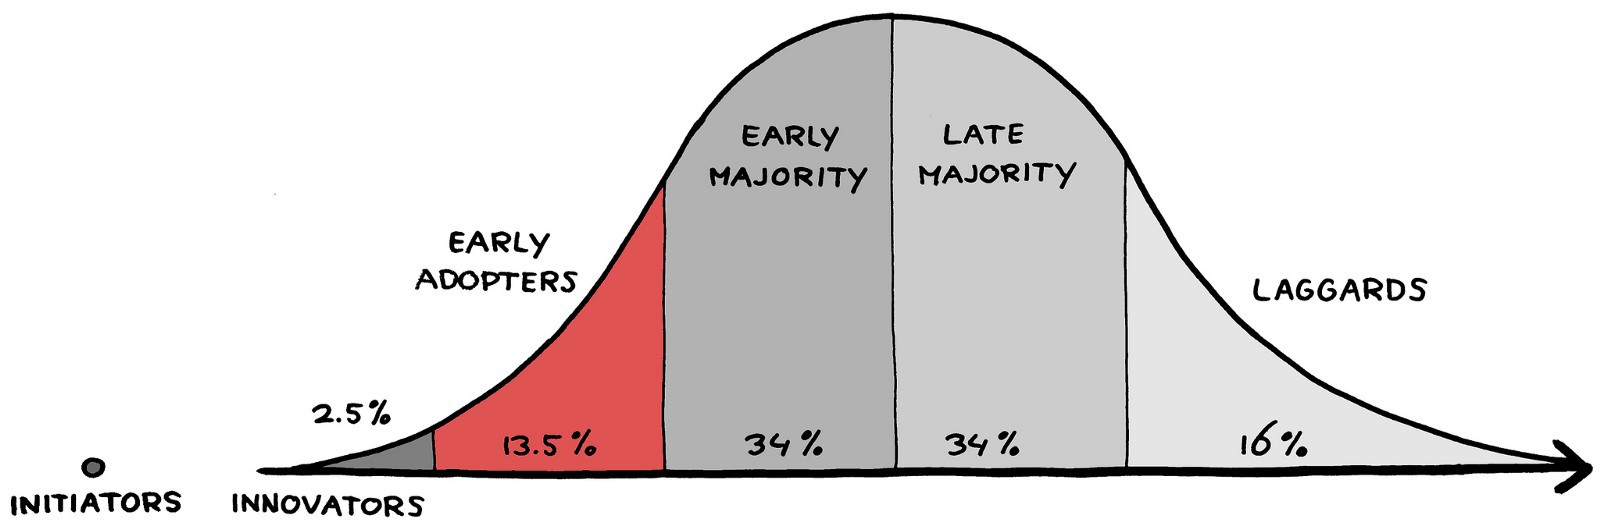 EARLY
MAJORITY
LATE
MAJORITY
EARLY
ADOPTERS
LAGGARDS
2.5%
13.5%
34%
34%
16%
INITIATORS
INNOVATORS